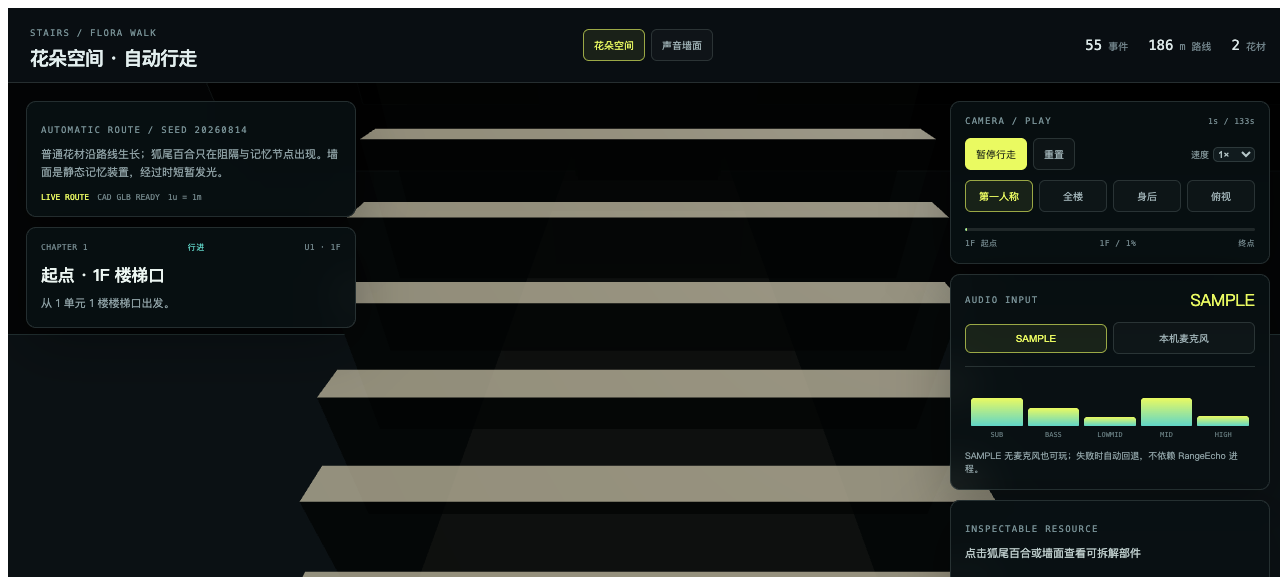 STAIRS / FLORA WALK
花朵空间 · 自动行走
花朵空间
声音墙面
55 事件 186 m 路线 2 花材
AUTOMATIC ROUTE / SEED 20260814
普通花材沿路线生长；狐尾百合只在阻隔与记忆节点出现。墙
面是静态记忆装置，经过时短暂发光。
LIVE ROUTE CAD GLB READY 1u = 1m
CHAPTER 1 行进 U1 · 1F
起点 · 1F 楼梯口
从 1 单元 1 楼楼梯口出发。
CAMERA / PLAY 1s / 133s
暂停行走 重置 速度 1×
第一人称 全楼 身后 俯视
1F 起点 1F / 1% 终点
AUDIO INPUT SAMPLE
SAMPLE 本机麦克风
SUB BASS LOWMID MID HIGH
SAMPLE 无麦克风也可玩；失败时自动回退，不依赖 RangeEcho 进
程。
INSPECTABLE RESOURCE
点击狐尾百合或墙面查看可拆解部件